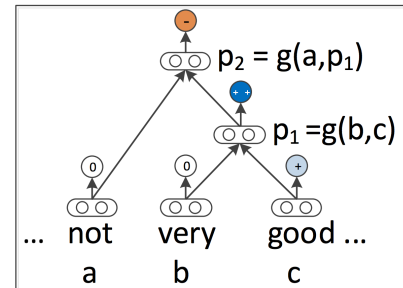 -
p2 = g(a,p1)
+ +
p1 =g(b,c)
0 0 +
... not very good ...
a b c